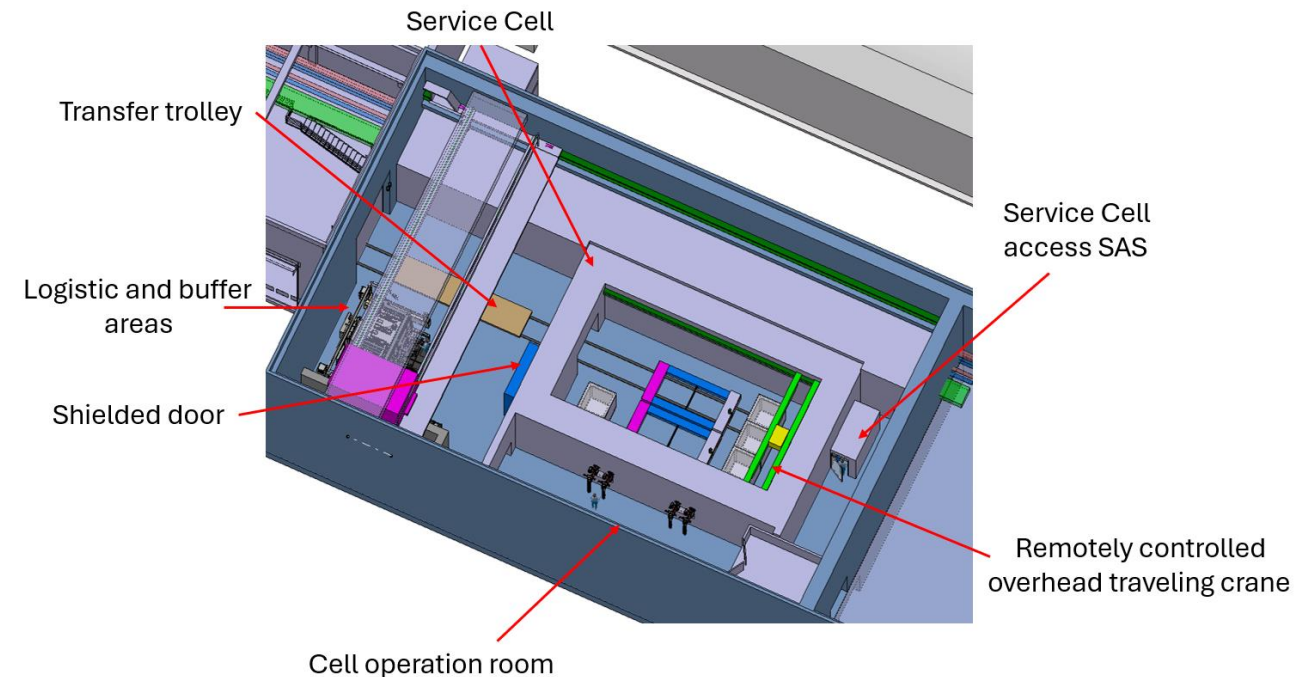 Service Cell
Transfer trolley
Service Cell
access SAS
Logistic and buffer
areas
Shielded door
Remotely controlled
overhead traveling crane
Cell operation room